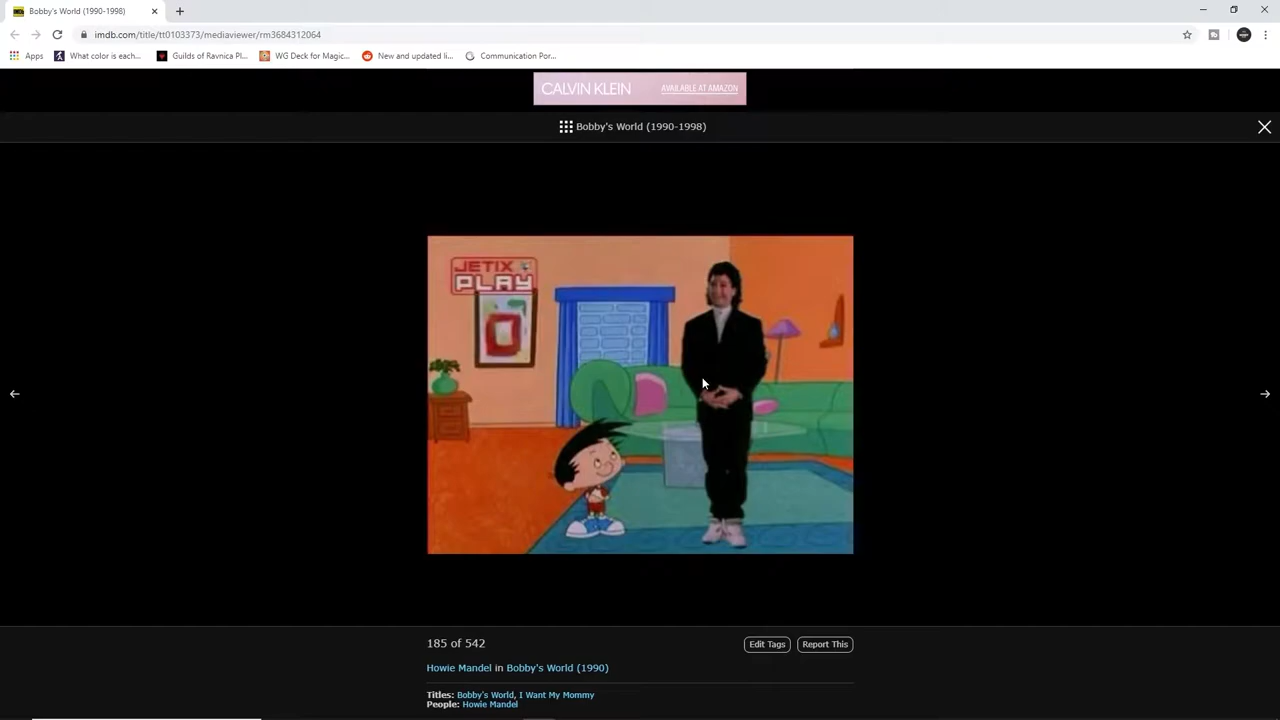 Bobby's World (1990-1998)
imdb.com/title/tt0103373/mediaviewer/rm3684312064
Apps
What color is each...
Guilds of Ravnica Pl...
WG Deck for Magic...
New and updated li...
Communication Por...
CALVIN KLEIN
AVAILABLE AT AMAZON
Bobby's World (1990-1998)
JETIX
PLAY
185 of 542
Edit Tags
Report This
Howie Mandel in Bobby's World (1990)
Titles: Bobby's World, I Want My Mommy
People: Howie Mandel